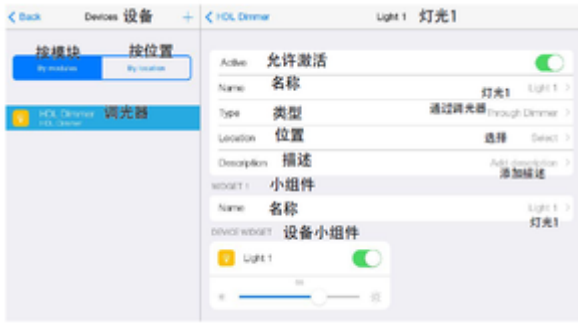 Back Devices 设备 +
按模块 按位置
By modules By location
HDL Dimmer 调光器
HDL Dimmer
HDL Dimmer Light 1 灯光1
Active 允许激活
Name 名称 灯光1 Light 1
Type 类型 通过调光器 Through Dimmer
Location 位置 选择 Select
Description 描述 Add description
添加描述
WIDGET 1 小组件
Name 名称 Light 1
灯光1
DEVICE WIDGET 设备小组件
Light 1